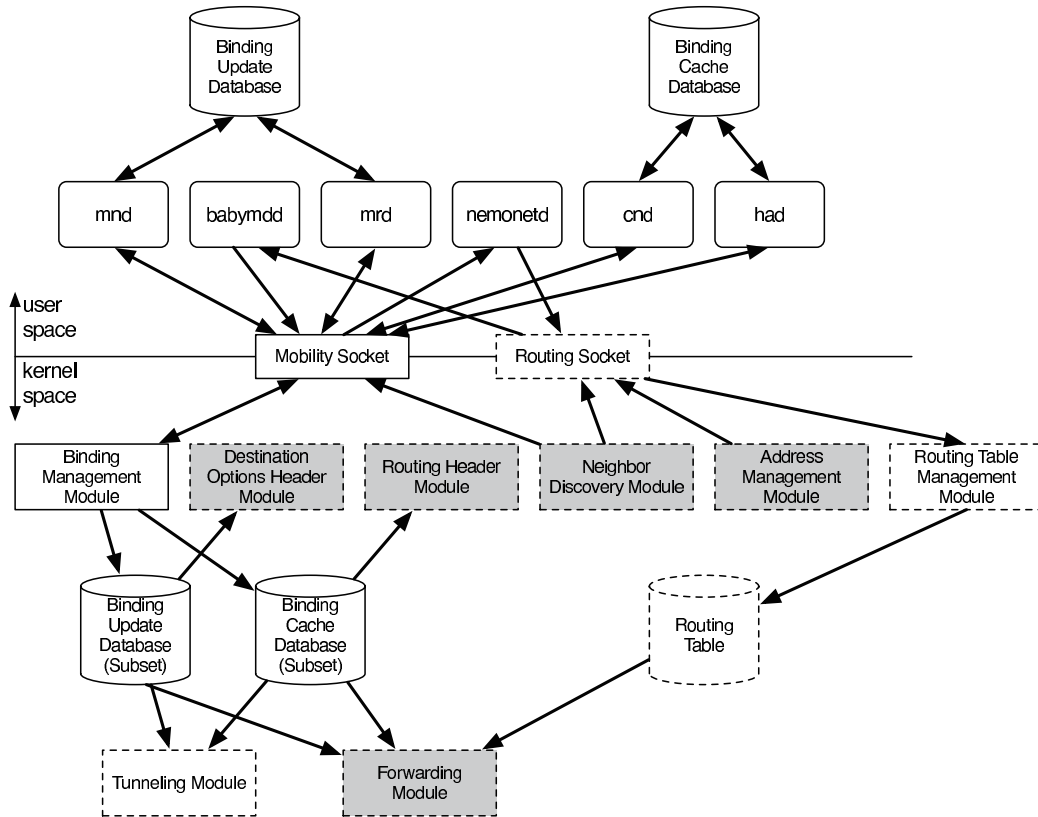 Binding
Update
Database
Binding
Cache
Database
mnd
babymdd
mrd
nemonetd
cnd
had
user
space
Mobility Socket
Routing Socket
kernel
space
Binding
Management
Module
Destination
Options Header
Module
Routing Header
Module
Neighbor
Discovery Module
Address
Management
Module
Routing Table
Management
Module
Binding
Update
Database
(Subset)
Binding
Cache
Database
(Subset)
Routing
Table
Tunneling Module
Forwarding
Module